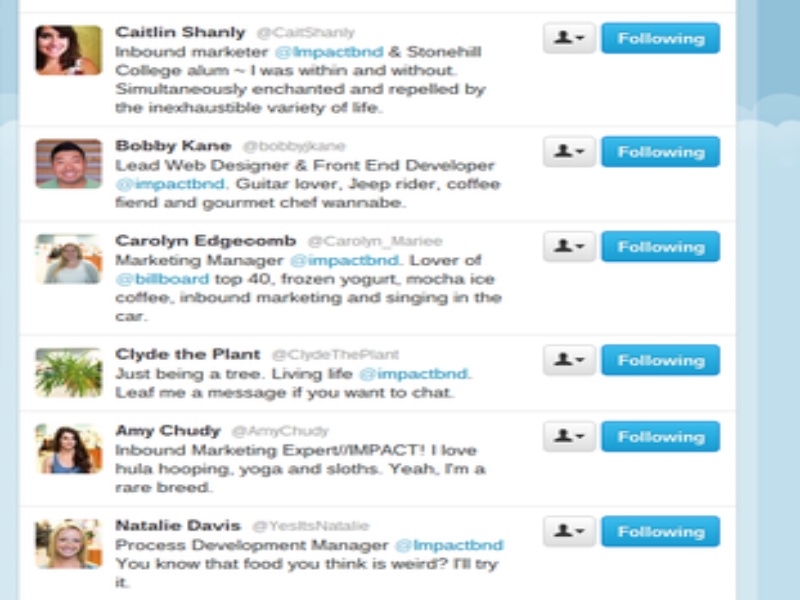 Caitlin Shanly @CaitShanly
Following
Inbound marketer @Impactbnd & Stonehill
College alum ~ I was within and without.
Simultaneously enchanted and repelled by
the inexhaustible variety of life.
Bobby Kane @bobbyjkane
Following
Lead Web Designer & Front End Developer
@impactbnd. Guitar lover, Jeep rider, coffee
fiend and gourmet chef wannabe.
Carolyn Edgecomb @Carolyn_Mariee
Following
Marketing Manager @impactbnd. Lover of
@billboard top 40, frozen yogurt, mocha ice
coffee, inbound marketing and singing in the
car.
Clyde the Plant @ClydeThePlant
Following
Just being a tree. Living life @impactbnd.
Leaf me a message if you want to chat.
Amy Chudy @AmyChudy
Following
Inbound Marketing Expert//IMPACT! I love
hula hooping, yoga and sloths. Yeah, I'm a
rare breed.
Natalie Davis @YesItsNatalie
Following
Process Development Manager @Impactbnd
You know that food you think is weird? I'll try
it.